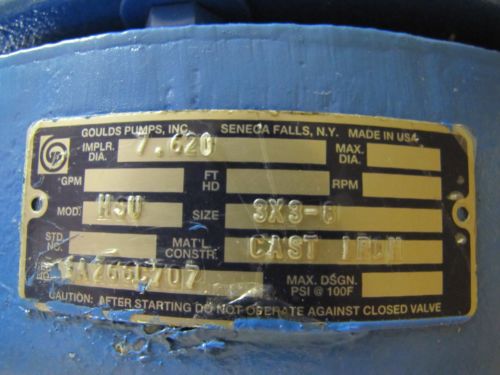 GOULDS PUMPS, INC. SENECA FALLS, N.Y. MADE IN USA
IMPLR. DIA. 7.620 MAX. DIA.
GPM FT HD RPM
MOD. HSU SIZE 3X3-8
STD NO. MAT'L. CONSTR. CAST IRON
MAX. DSGN. PSI @ 100F
CAUTION: AFTER STARTING DO NOT OPERATE AGAINST CLOSED VALVE